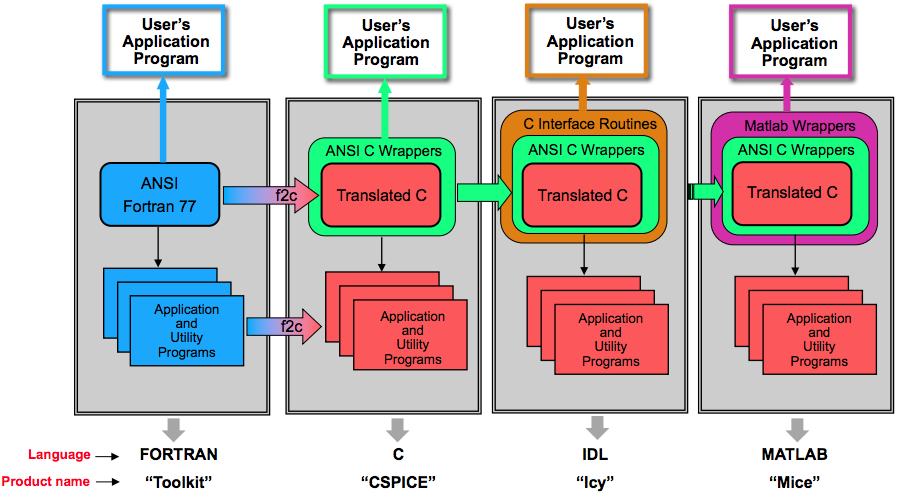 User's
Application
Program
User's
Application
Program
User's
Application
Program
User's
Application
Program
ANSI
Fortran 77
f2c
ANSI C Wrappers
Translated C
C Interface Routines
ANSI C Wrappers
Translated C
Matlab Wrappers
ANSI C Wrappers
Translated C
Application
and
Utility
Programs
f2c
Application
and
Utility
Programs
Application
and
Utility
Programs
Application
and
Utility
Programs
Language
FORTRAN
C
IDL
MATLAB
Product name
“Toolkit”
“CSPICE”
“Icy”
“Mice”